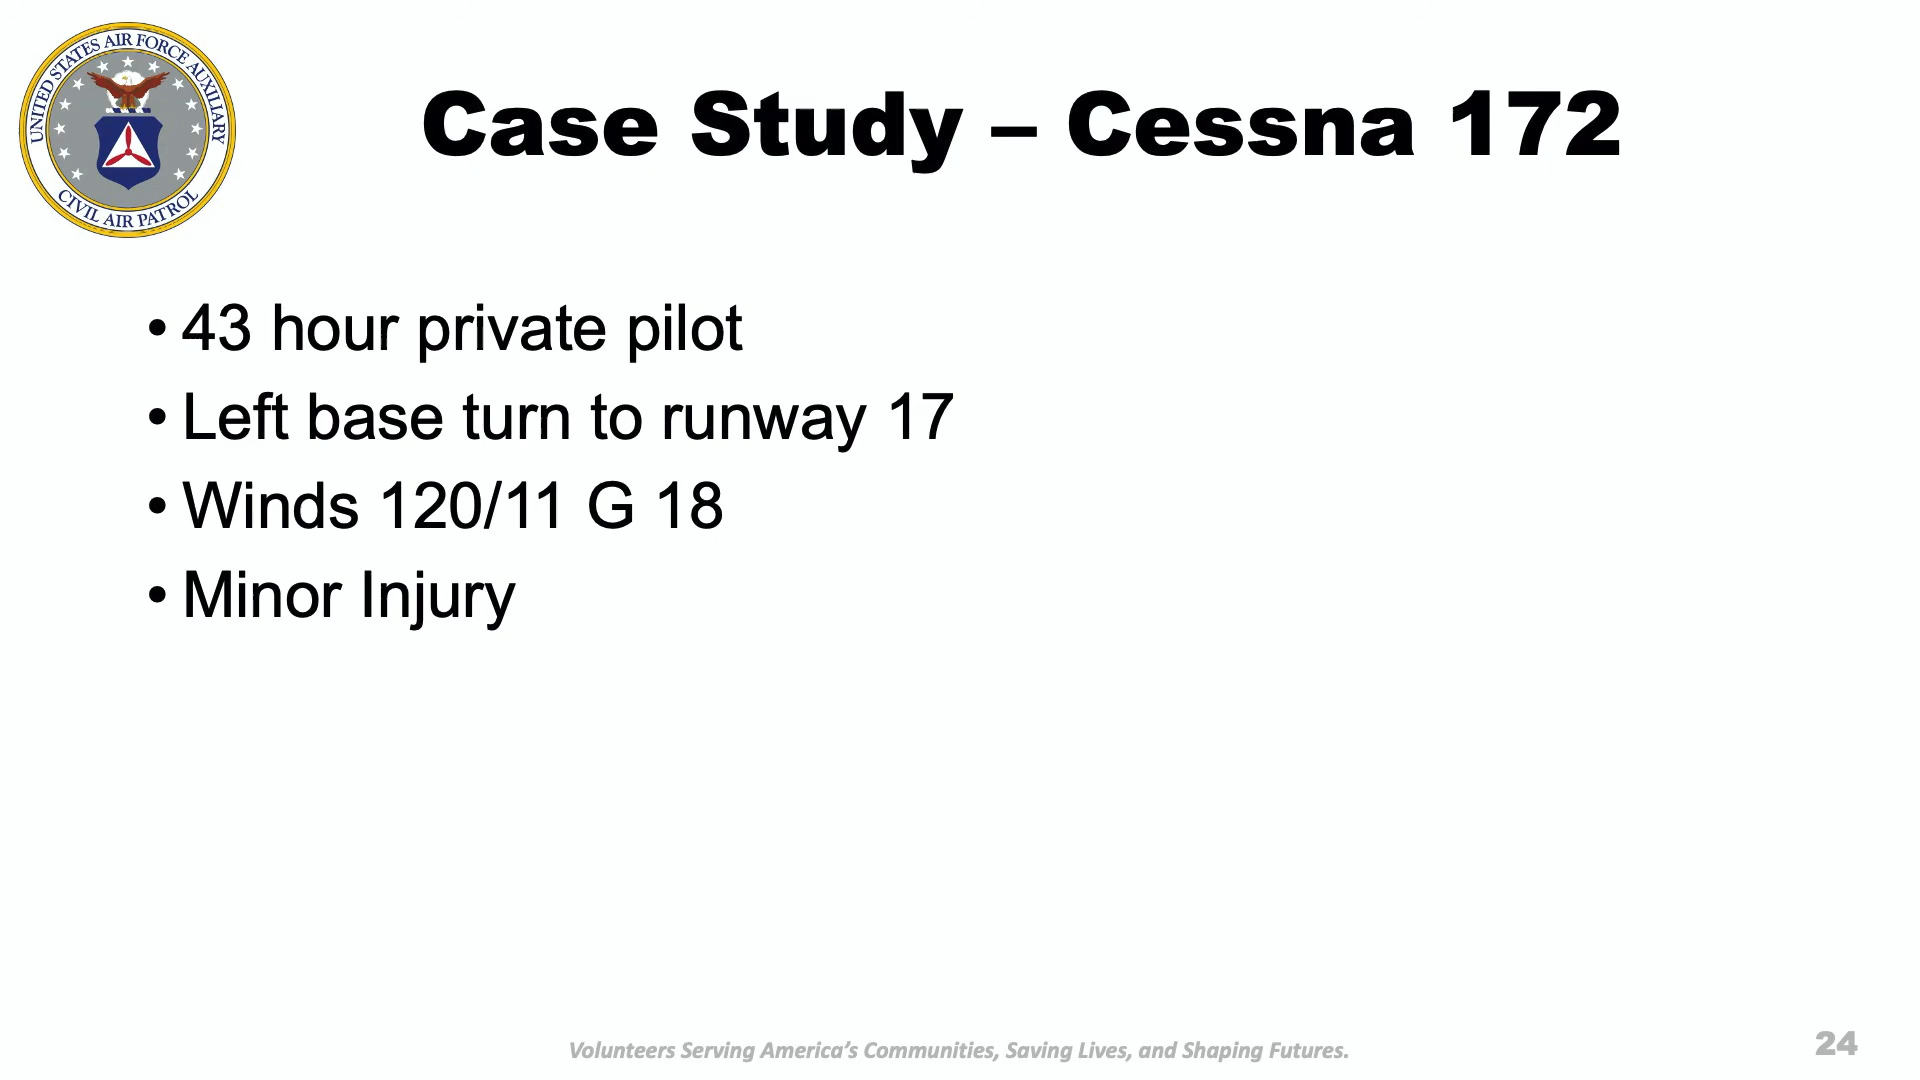 UNITED STATES AIR FORCE AUXILIARY
CIVIL AIR PATROL
Case Study – Cessna 172
• 43 hour private pilot
• Left base turn to runway 17
• Winds 120/11 G 18
• Minor Injury
Volunteers Serving America’s Communities, Saving Lives, and Shaping Futures.
24